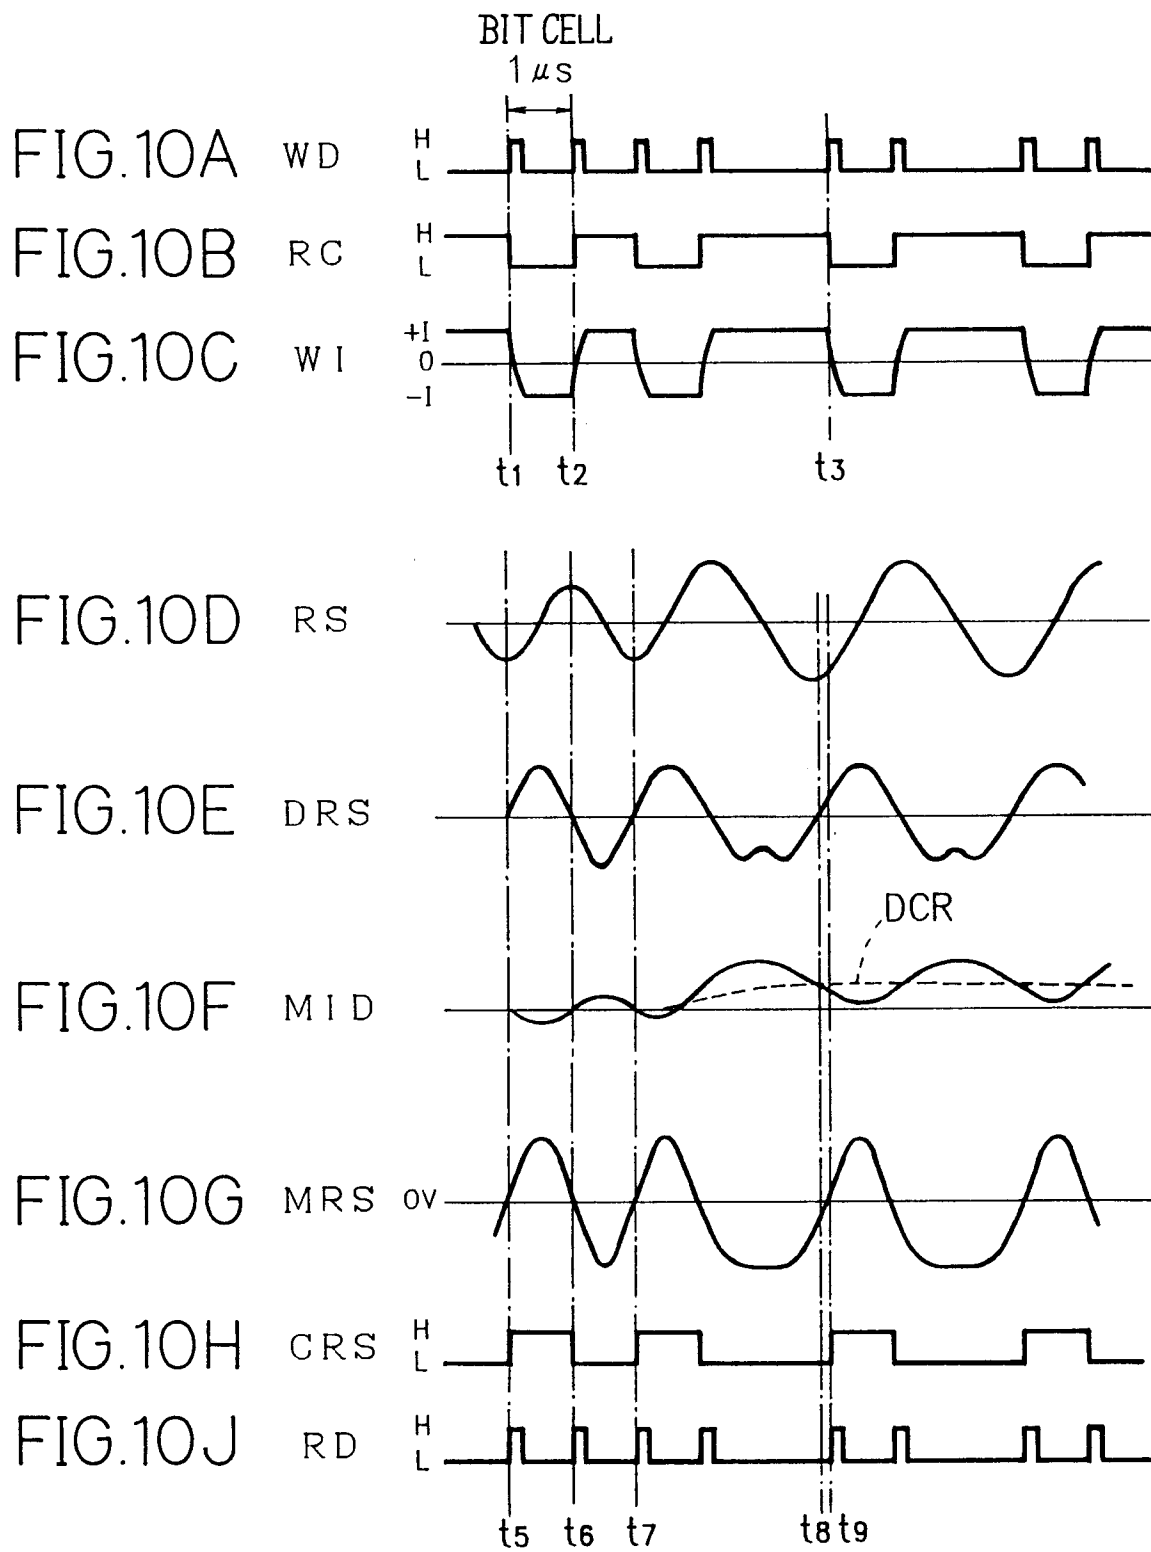 BIT CELL
1 μs
FIG.10A WD H L
FIG.10B RC H L
FIG.10C WI +I 0 -I
t1 t2 t3
FIG.10D RS
FIG.10E DRS
DCR
FIG.10F MID
FIG.10G MRS 0V
FIG.10H CRS H L
FIG.10J RD H L
t5 t6 t7 t8 t9